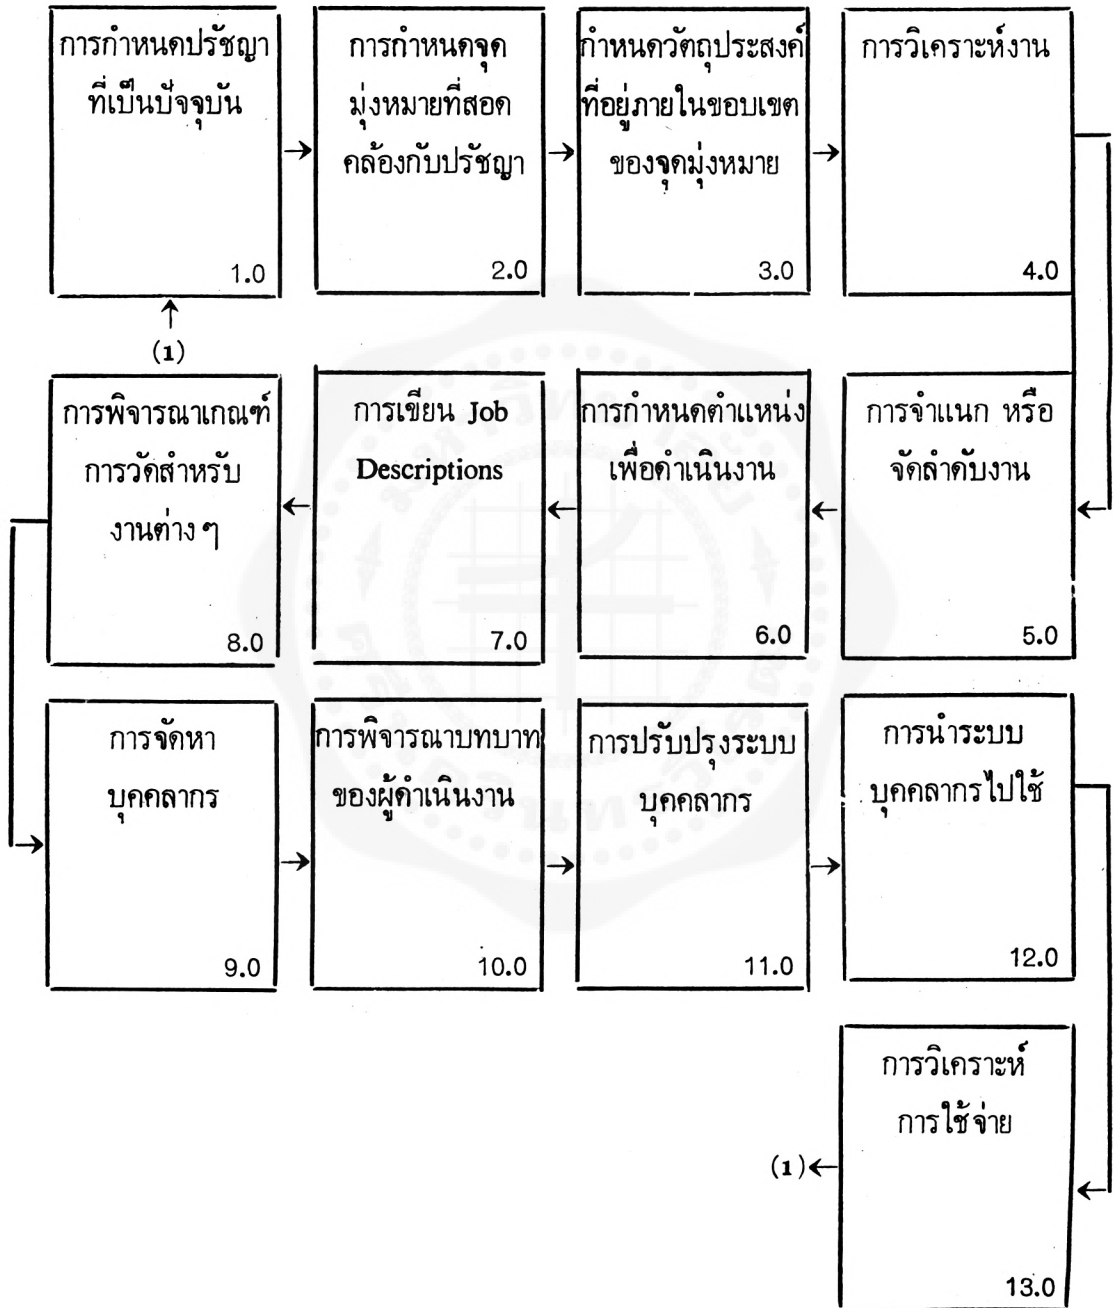 การกำหนดปรัชญา
ที่เป็นปัจจุบัน
1.0
การกำหนดจุด
มุ่งหมายที่สอด
คล้องกับปรัชญา
2.0
กำหนดวัตถุประสงค์
ที่อยู่ภายในขอบเขต
ของจุดมุ่งหมาย
3.0
การวิเคราะห์งาน
4.0
(1)
การจำแนก หรือ
จัดลำดับงาน
5.0
การกำหนดตำแหน่ง
เพื่อดำเนินงาน
6.0
การเขียน Job
Descriptions
7.0
การพิจารณาเกณฑ์
การวัดสำหรับ
งานต่าง ๆ
8.0
การจัดหา
บุคคลากร
9.0
การพิจารณาบทบาท
ของผู้ดำเนินงาน
10.0
การปรับปรุงระบบ
บุคคลากร
11.0
การนำระบบ
บุคคลากรไปใช้
12.0
การวิเคราะห์
การใช้จ่าย
(1)
13.0